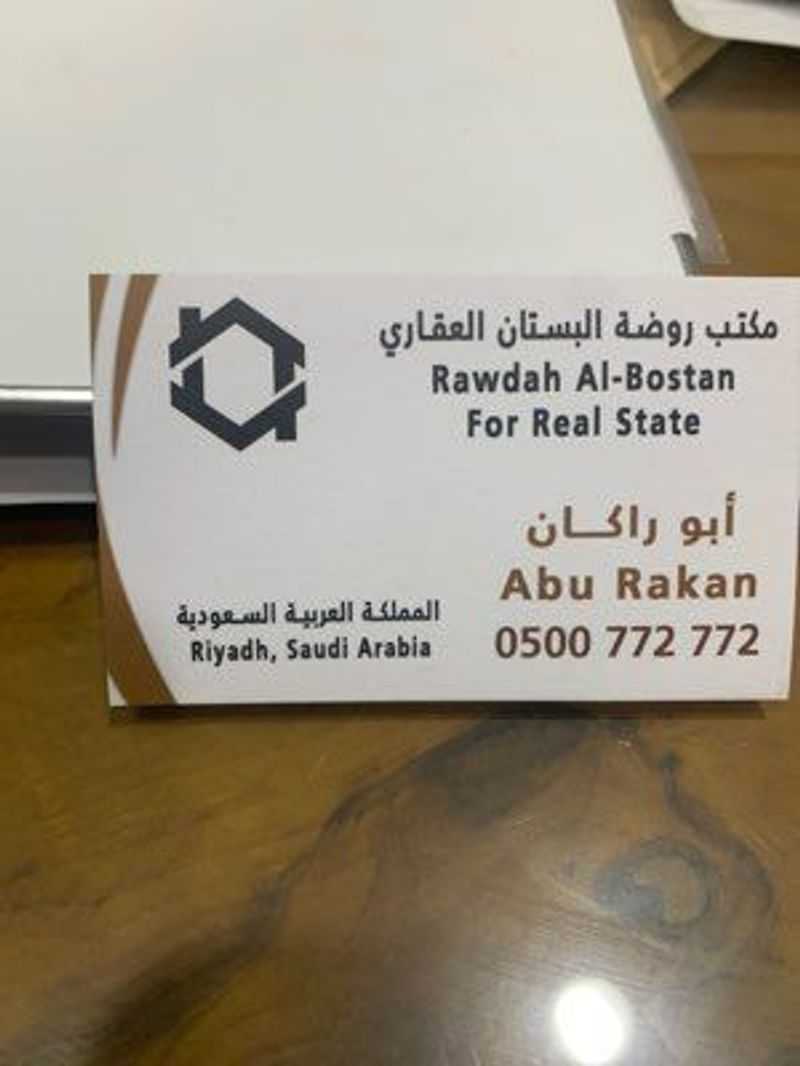 مكتب روضة البستان العقاري
Rawdah Al-Bostan
For Real State
أبو راكان
Abu Rakan
0500 772 772
المملكة العربية السعودية
Riyadh, Saudi Arabia